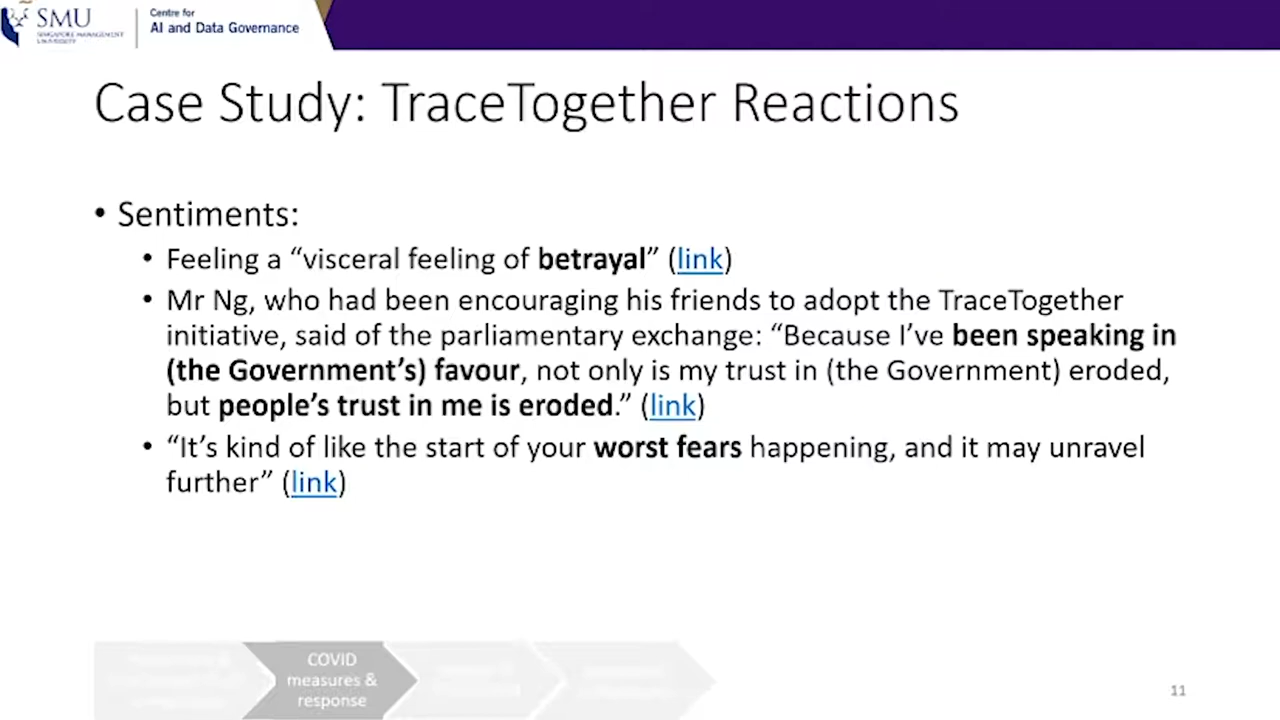 SMU
SINGAPORE MANAGEMENT
UNIVERSITY
Centre for
AI and Data Governance
Case Study: TraceTogether Reactions
• Sentiments:
• Feeling a “visceral feeling of betrayal” (link)
• Mr Ng, who had been encouraging his friends to adopt the TraceTogether
initiative, said of the parliamentary exchange: “Because I’ve been speaking in
(the Government’s) favour, not only is my trust in (the Government) eroded,
but people’s trust in me is eroded.” (link)
• “It’s kind of like the start of your worst fears happening, and it may unravel
further” (link)
COVID
measures &
response
11